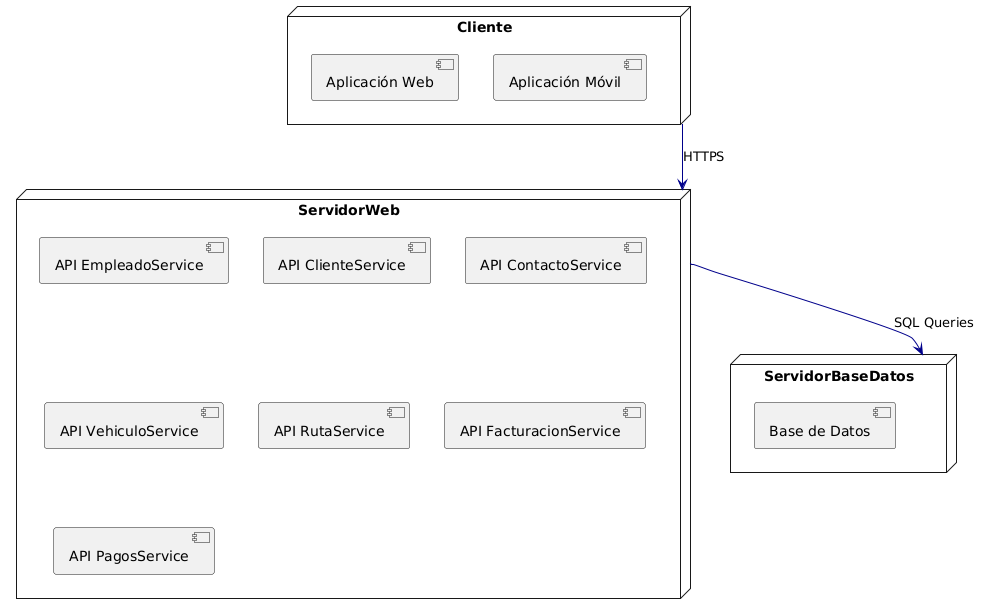 Cliente
Aplicación Web
Aplicación Móvil
HTTPS
ServidorWeb
API EmpleadoService
API ClienteService
API ContactoService
SQL Queries
ServidorBaseDatos
API VehiculoService
API RutaService
API FacturacionService
Base de Datos
API PagosService